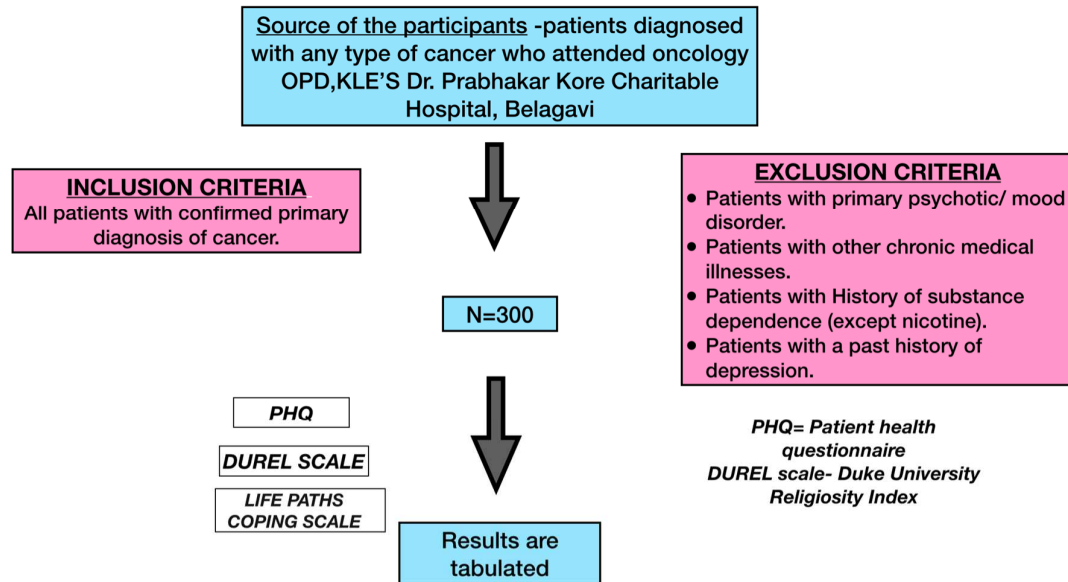 Source of the participants -patients diagnosed
with any type of cancer who attended oncology
OPD,KLE'S Dr. Prabhakar Kore Charitable
Hospital, Belagavi
INCLUSION CRITERIA
All patients with confirmed primary
diagnosis of cancer.
EXCLUSION CRITERIA
• Patients with primary psychotic/ mood
disorder.
• Patients with other chronic medical
illnesses.
• Patients with History of substance
dependence (except nicotine).
• Patients with a past history of
depression.
N=300
PHQ
DUREL SCALE
LIFE PATHS
COPING SCALE
PHQ= Patient health
questionnaire
DUREL scale- Duke University
Religiosity Index
Results are
tabulated